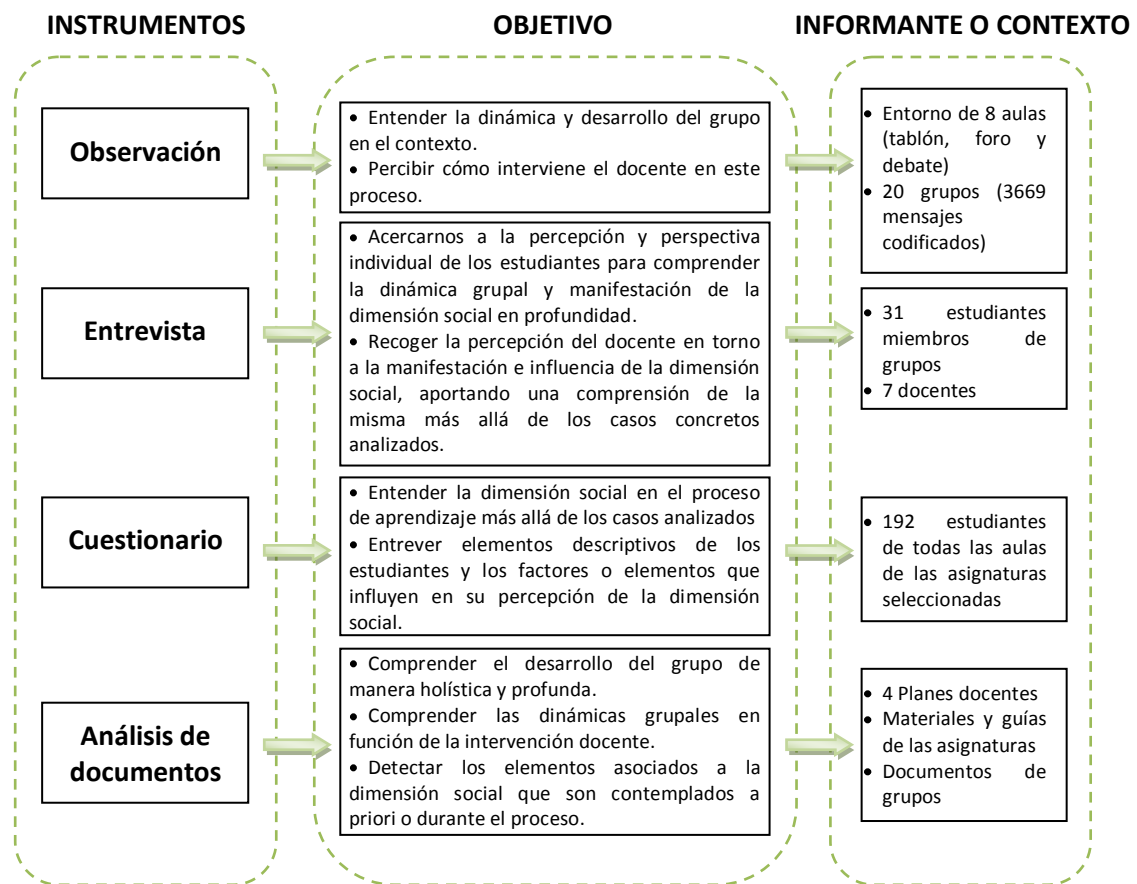 INSTRUMENTOS
OBJETIVO
INFORMANTE O CONTEXTO
Observación
• Entender la dinámica y desarrollo del grupo
en el contexto.
• Percibir cómo interviene el docente en este
proceso.
• Entorno de 8 aulas
(tablón, foro y
debate)
• 20 grupos (3669
mensajes
codificados)
Entrevista
• Acercarnos a la percepción y perspectiva
individual de los estudiantes para comprender
la dinámica grupal y manifestación de la
dimensión social en profundidad.
• Recoger la percepción del docente en torno
a la manifestación e influencia de la dimensión
social, aportando una comprensión de la
misma más allá de los casos concretos
analizados.
• 31 estudiantes
miembros de
grupos
• 7 docentes
Cuestionario
• Entender la dimensión social en el proceso
de aprendizaje más allá de los casos analizados
• Entrever elementos descriptivos de los
estudiantes y los factores o elementos que
influyen en su percepción de la dimensión
social.
• 192 estudiantes
de todas las aulas
de las asignaturas
seleccionadas
Análisis de
documentos
• Comprender el desarrollo del grupo de
manera holística y profunda.
• Comprender las dinámicas grupales en
función de la intervención docente.
• Detectar los elementos asociados a la
dimensión social que son contemplados a
priori o durante el proceso.
• 4 Planes docentes
• Materiales y guías
de las asignaturas
• Documentos de
grupos